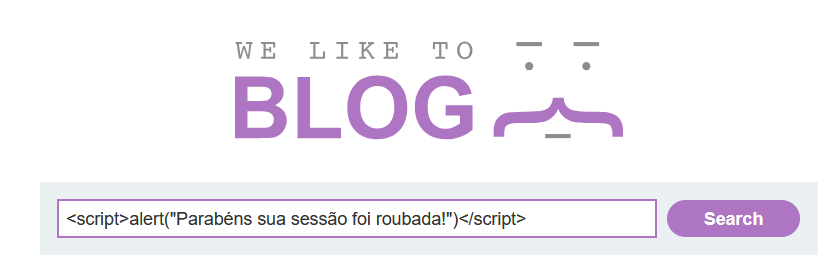 WE LIKE TO
BLOG
<script>alert("Parabéns sua sessão foi roubada!")</script>
Search